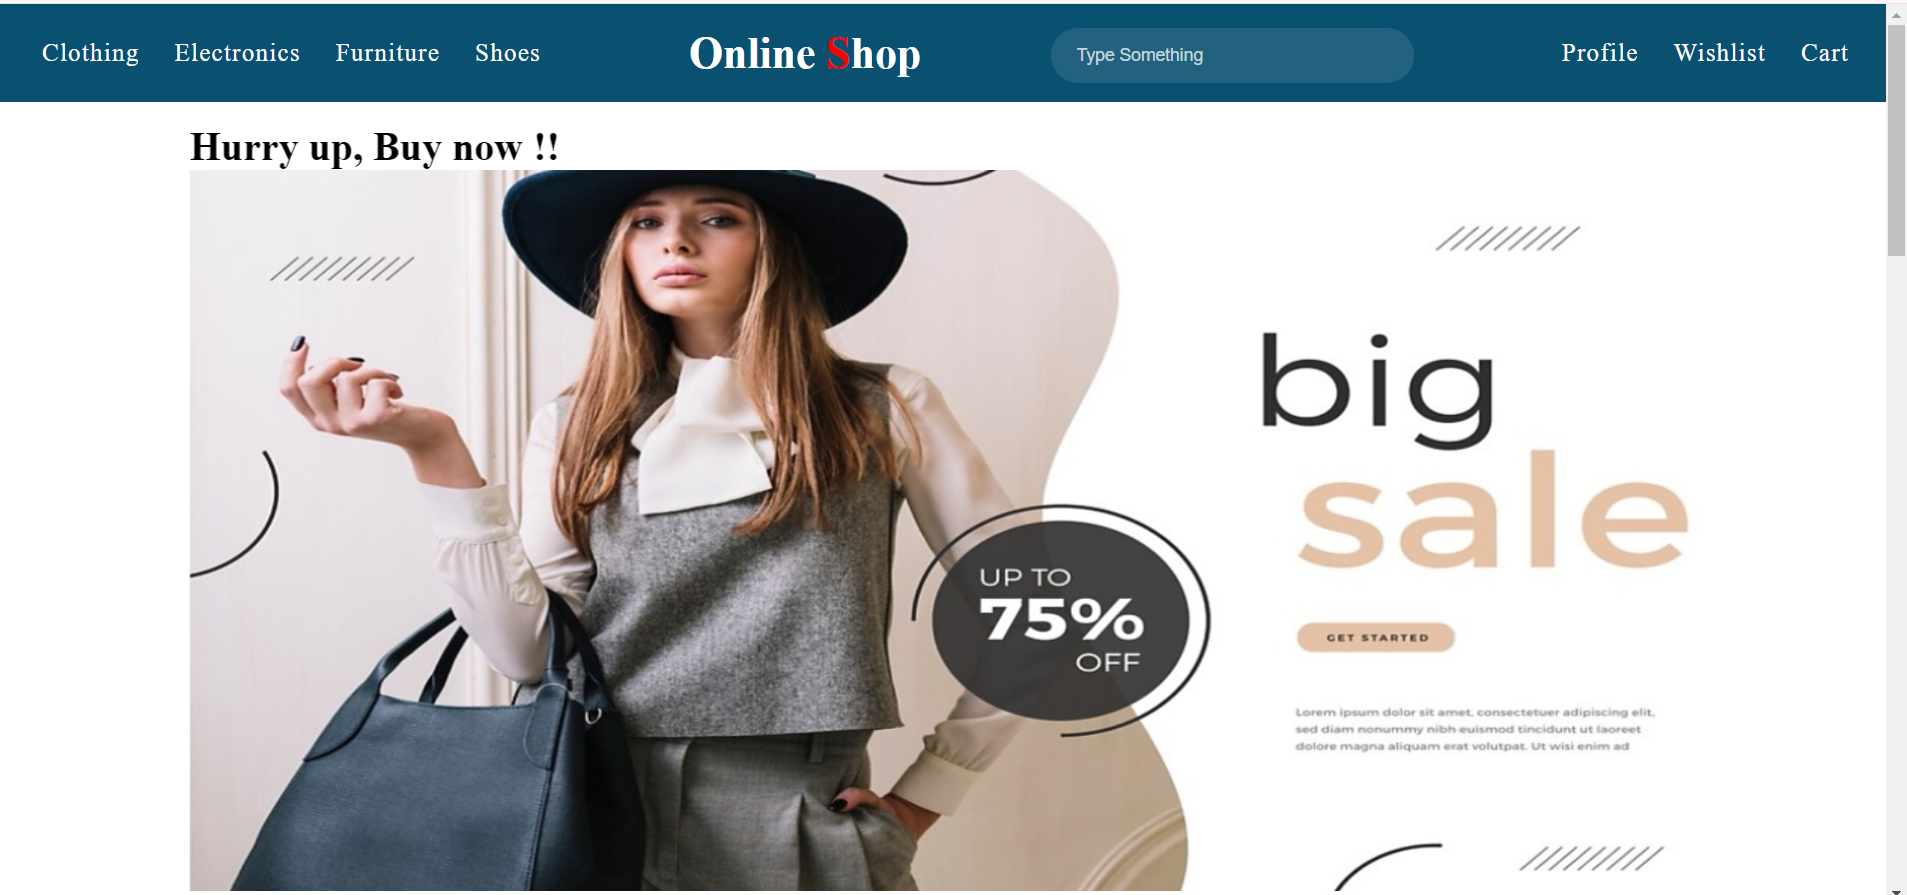 Clothing Electronics Furniture Shoes Online Shop Type Something Profile Wishlist Cart
Hurry up, Buy now !!
big
sale
UP TO
75%
OFF
GET STARTED
Lorem ipsum dolor sit amet, consectetuer adipiscing elit,
sed diam nonummy nibh euismod tincidunt ut laoreet
dolore magna aliquam erat volutpat. Ut wisi enim ad